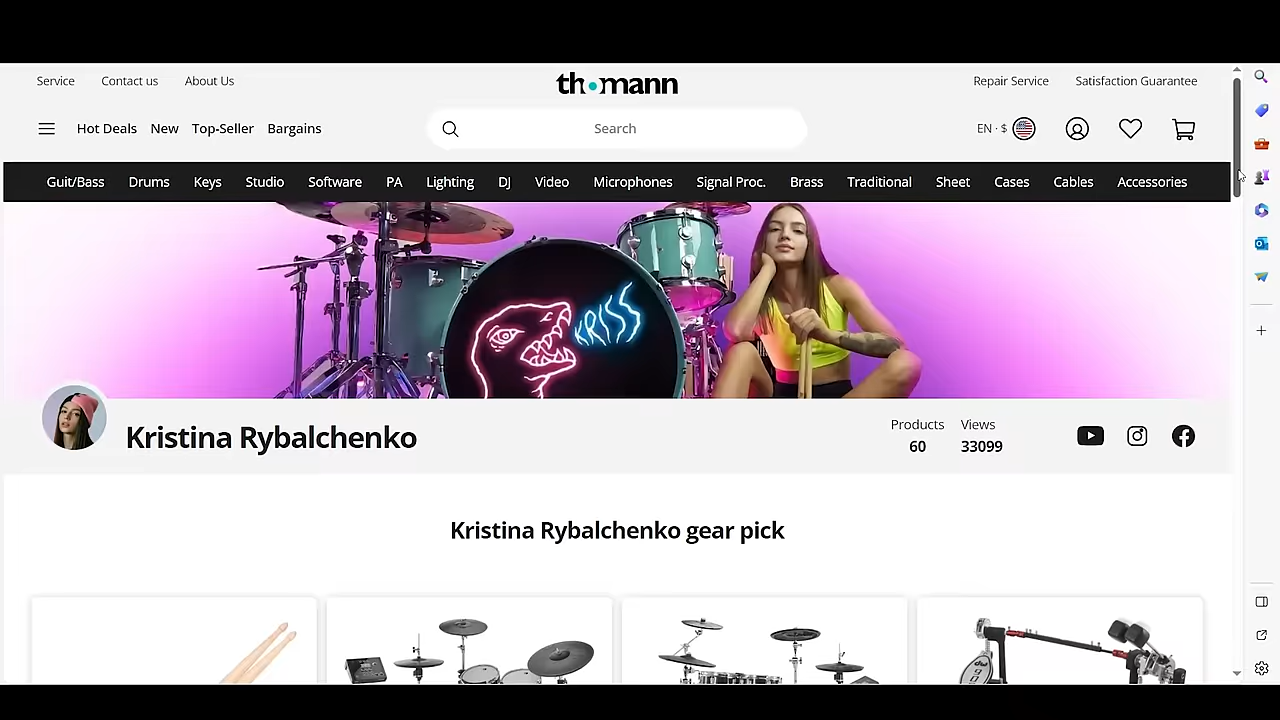 Service Contact us About Us
thomann
Repair Service Satisfaction Guarantee
Hot Deals New Top-Seller Bargains
Search
EN · $
Guit/Bass Drums Keys Studio Software PA Lighting DJ Video Microphones Signal Proc. Brass Traditional Sheet Cases Cables Accessories
KRISS
Kristina Rybalchenko
Products Views
60 33099
Kristina Rybalchenko gear pick